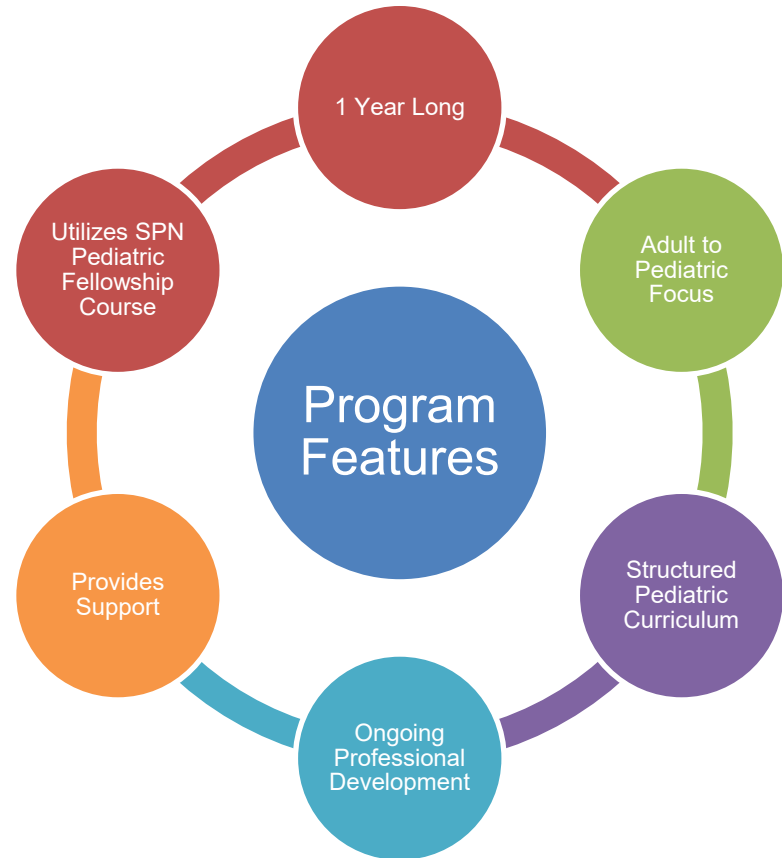 1 Year Long
Adult to
Pediatric
Focus
Structured
Pediatric
Curriculum
Ongoing
Professional
Development
Provides
Support
Utilizes SPN
Pediatric
Fellowship
Course
Program
Features